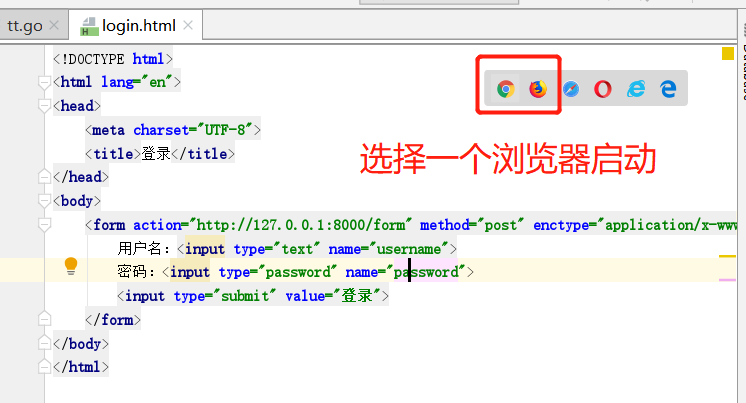 tt.go
login.html
<!DOCTYPE html>
<html lang="en">
<head>
<meta charset="UTF-8">
<title>登录</title>
选择一个浏览器启动
</head>
<body>
<form action="http://127.0.0.1:8000/form" method="post" enctype="application/x-www
用户名：<input type="text" name="username">
密码：<input type="password" name="password">
<input type="submit" value="登录">
</form>
</body>
</html>